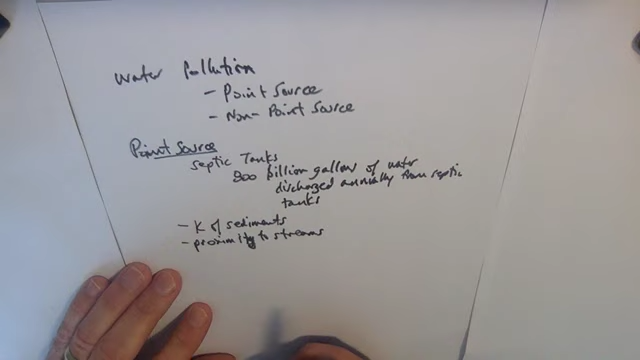 Water Pollution
- Point Source
- Non-Point Source
Point Source
Septic Tanks
800 billion gallons of water
discharged annually from septic
tanks
- K of sediments
- proximity to streams